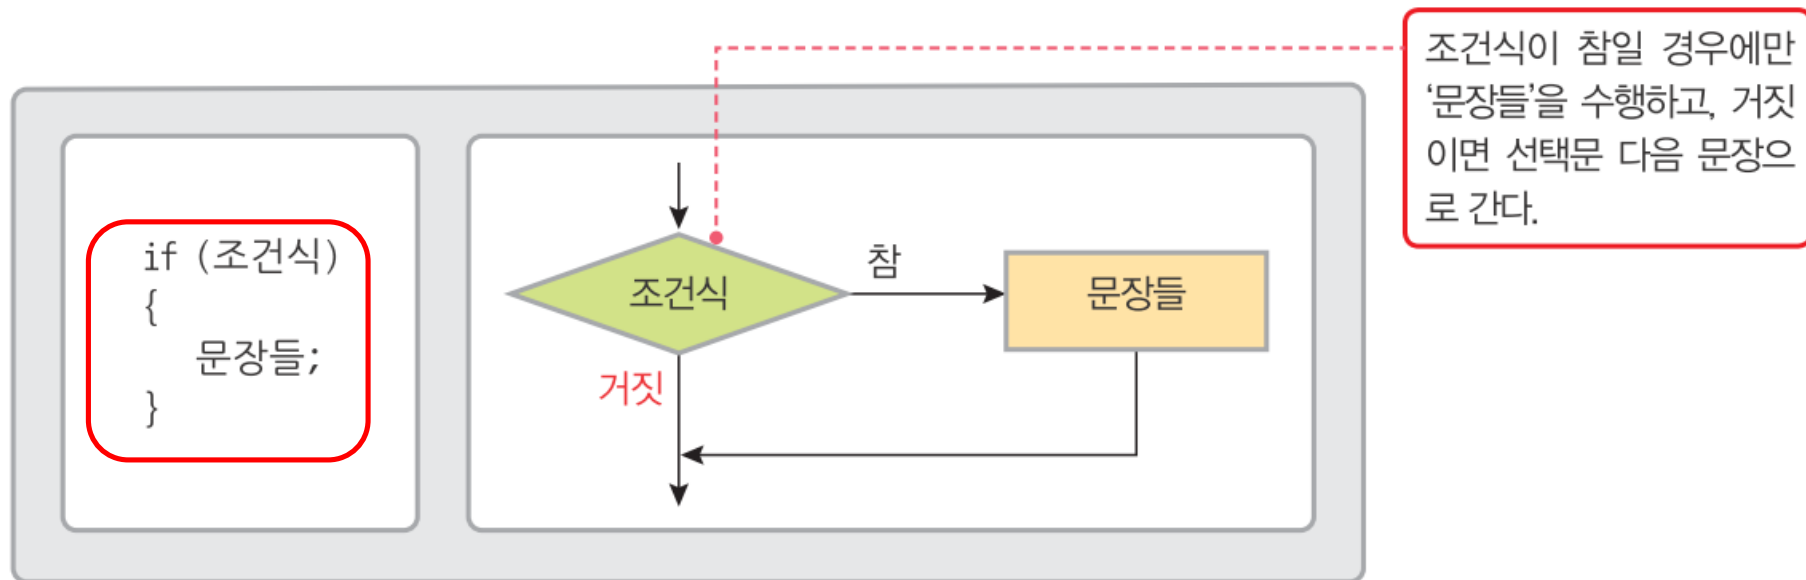 조건식이 참일 경우에만
‘문장들’을 수행하고, 거짓
이면 선택문 다음 문장으
로 간다.
if (조건식)
{
문장들;
}
조건식
참
문장들
거짓